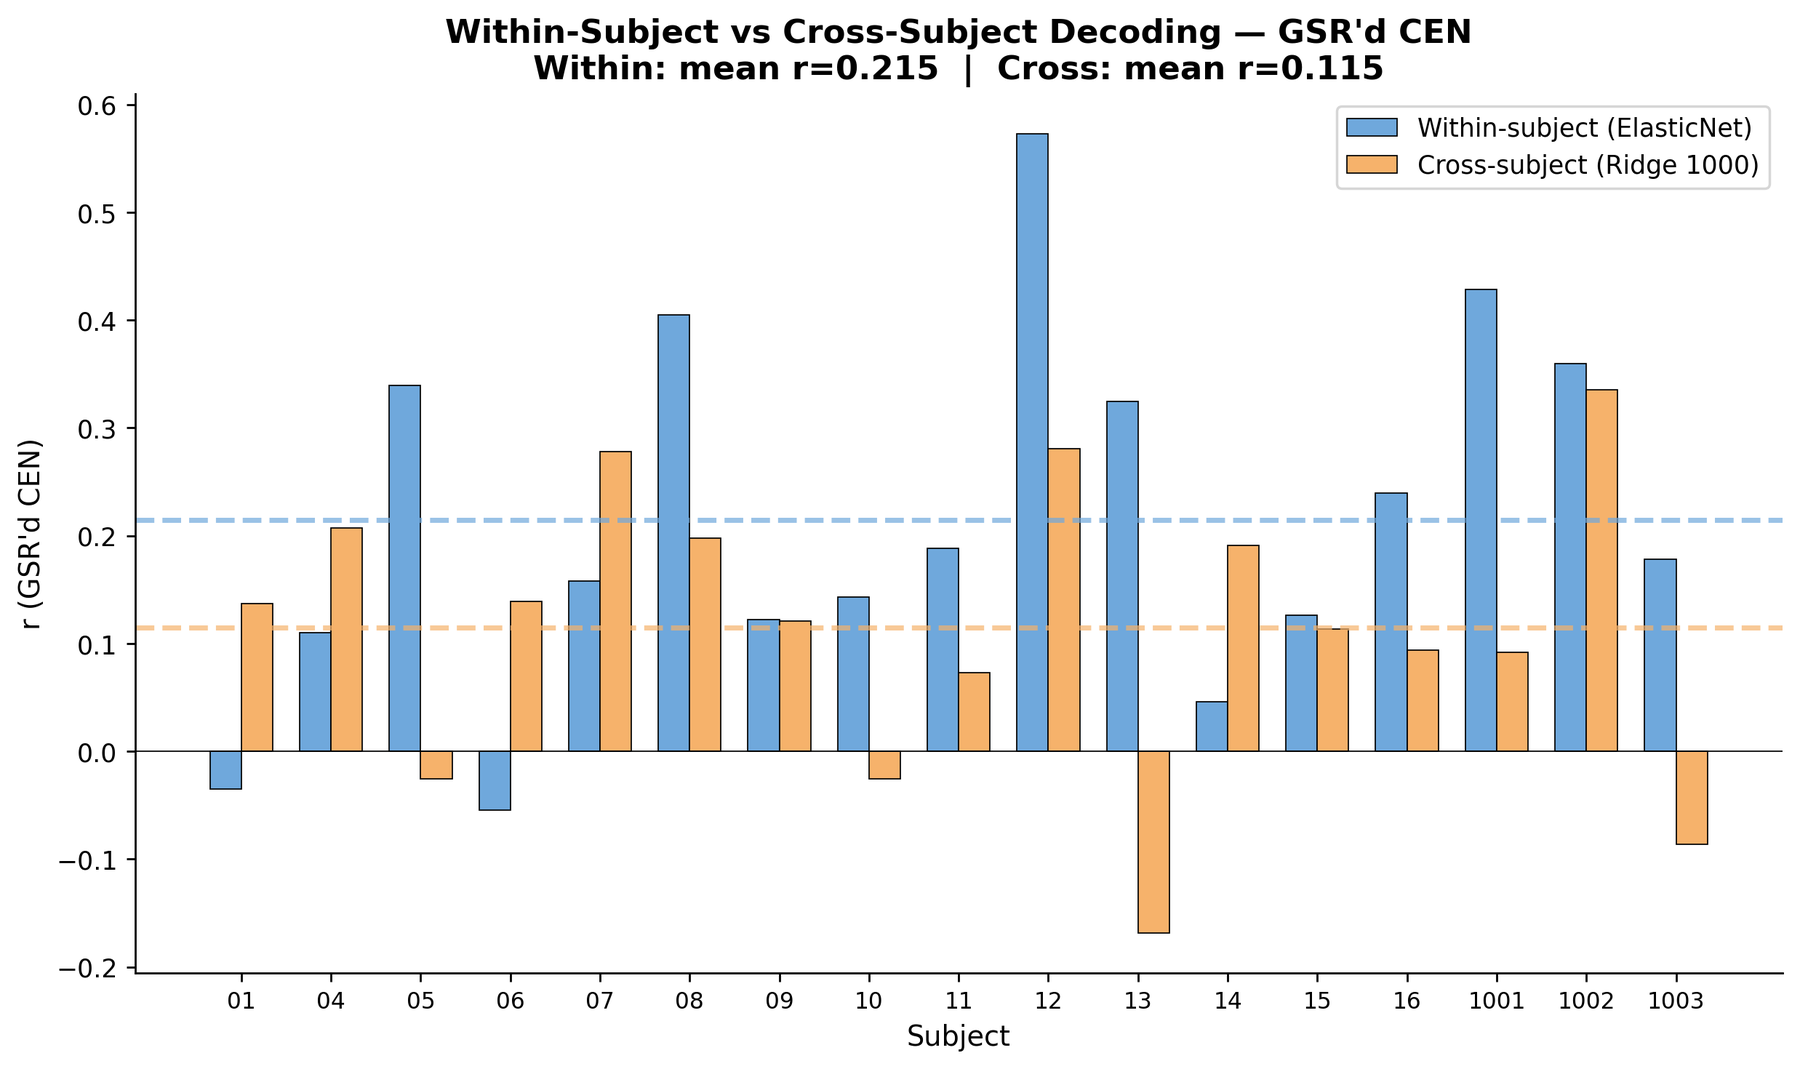 Within-Subject vs Cross-Subject Decoding — GSR'd CEN
Within: mean r=0.215 | Cross: mean r=0.115
Within-subject (ElasticNet)
Cross-subject (Ridge 1000)
r (GSR'd CEN)
0.6
0.5
0.4
0.3
0.2
0.1
0.0
−0.1
−0.2
01 04 05 06 07 08 09 10 11 12 13 14 15 16 1001 1002 1003
Subject